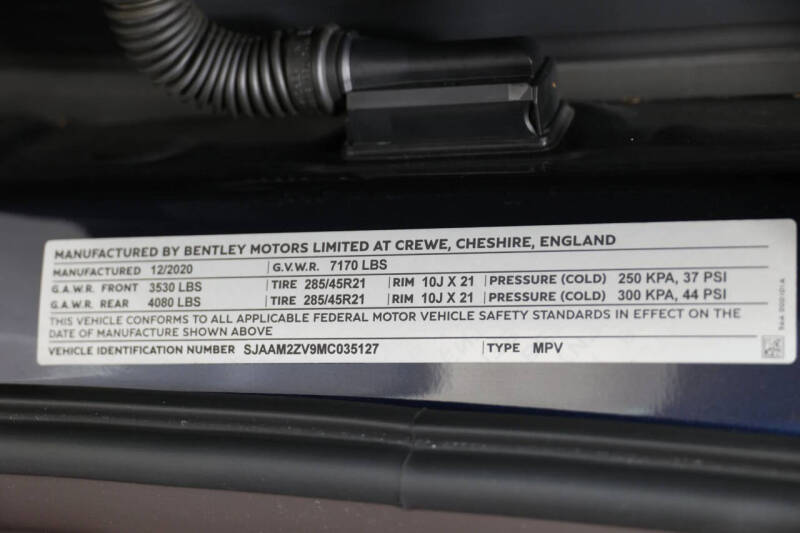 MANUFACTURED BY BENTLEY MOTORS LIMITED AT CREWE, CHESHIRE, ENGLAND
MANUFACTURED 12/2020 G.V.W.R. 7170 LBS
G.A.W.R. FRONT 3530 LBS TIRE 285/45R21 RIM 10J X 21 PRESSURE (COLD) 250 KPA, 37 PSI
G.A.W.R. REAR 4080 LBS TIRE 285/45R21 RIM 10J X 21 PRESSURE (COLD) 300 KPA, 44 PSI
THIS VEHICLE CONFORMS TO ALL APPLICABLE FEDERAL MOTOR VEHICLE SAFETY STANDARDS IN EFFECT ON THE
DATE OF MANUFACTURE SHOWN ABOVE
VEHICLE IDENTIFICATION NUMBER SJAAM2ZV9MC035127 TYPE MPV